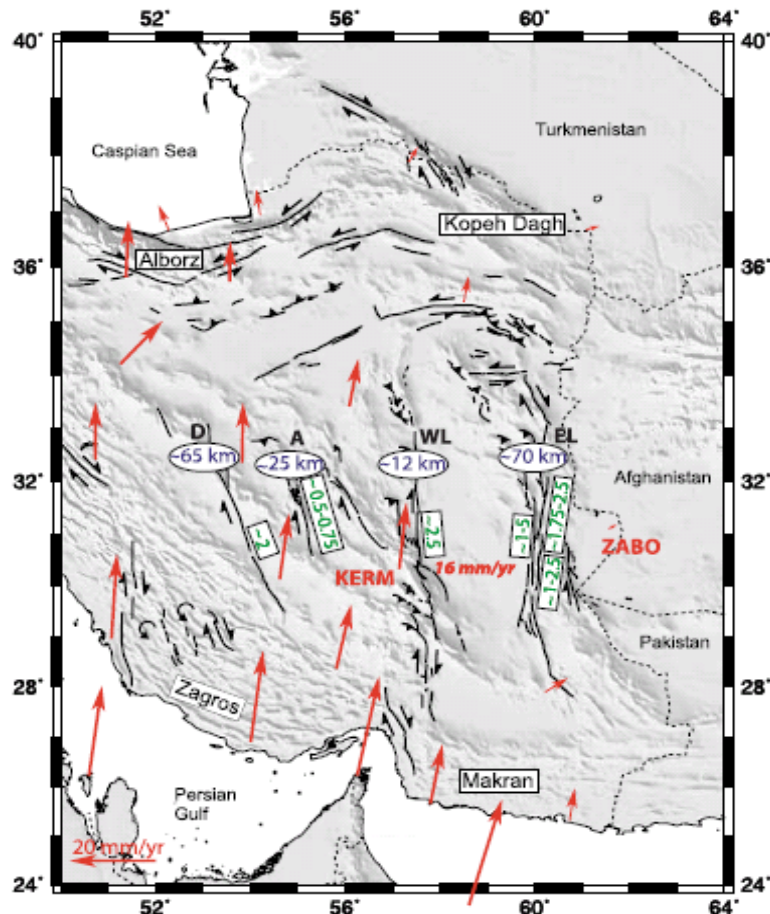 52° 56° 60° 64°
40° 40°
Turkmenistan
Caspian Sea
Kopeh Dagh
Alborz
36° 36°
D A WL EL
~65 km ~25 km ~12 km ~70 km
32° 32°
Afghanistan
~2 ~0.5-0.75 ~2.5 ~1-5 ~1.75-2.5
ZABO
KERM 16 mm/yr
~1-2.5
Pakistan
Zagros
28° 28°
Makran
Persian
Gulf
20 mm/yr
24° 24°
52° 56° 60° 64°